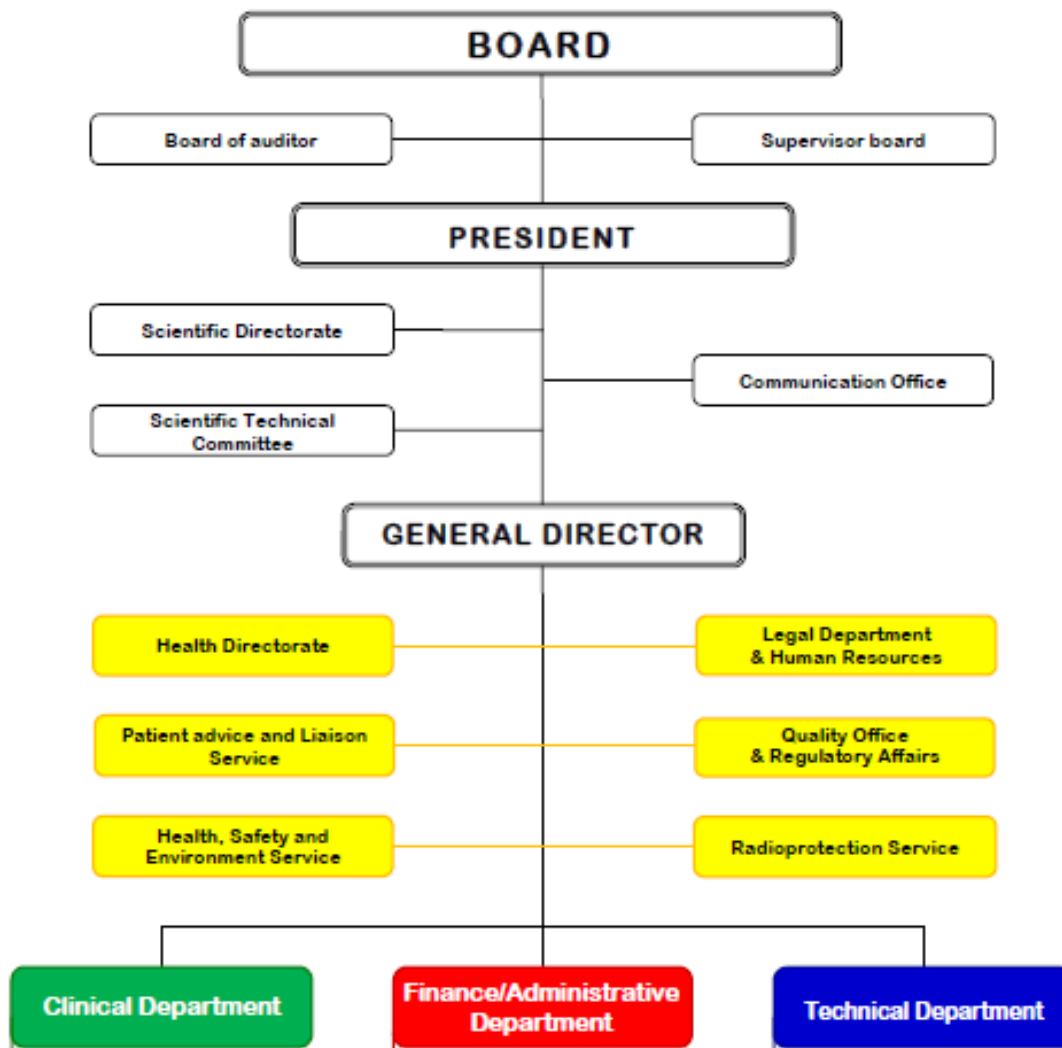 BOARD
Board of auditor
Supervisor board
PRESIDENT
Scientific Directorate
Communication Office
Scientific Technical
Committee
GENERAL DIRECTOR
Health Directorate
Legal Department
& Human Resources
Patient advice and Liaison
Service
Quality Office
& Regulatory Affairs
Health, Safety and
Environment Service
Radioprotection Service
Clinical Department
Finance/Administrative
Department
Technical Department